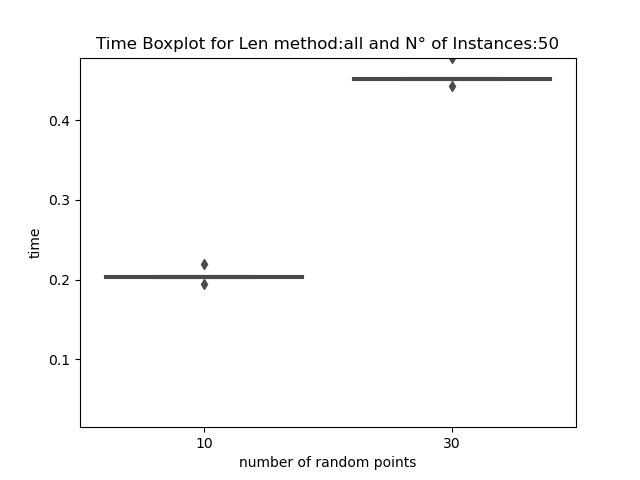 Time Boxplot for Len method:all and N° of Instances:50
0.4
0.3
0.2
0.1
time
10
30
number of random points